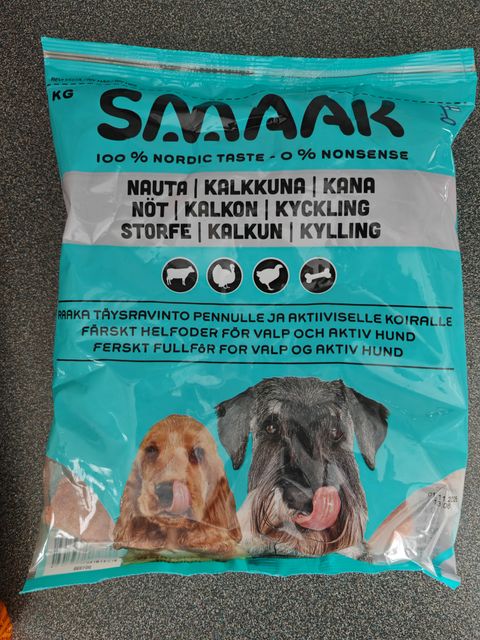 KG
SMAAK
100 % NORDIC TASTE - 0 % NONSENSE
NAUTA | KALKKUNA | KANA
NÖT | KALKON | KYCKLING
STORFE | KALKUN | KYLLING
RAAKA TÄYSRAVINTO PENNULLE JA AKTIIVISELLE KOIRALLE
FÄRSKT HELFODER FÖR VALP OCH AKTIV HUND
FERSKT FULLFôR FOR VALP OG AKTIV HUND